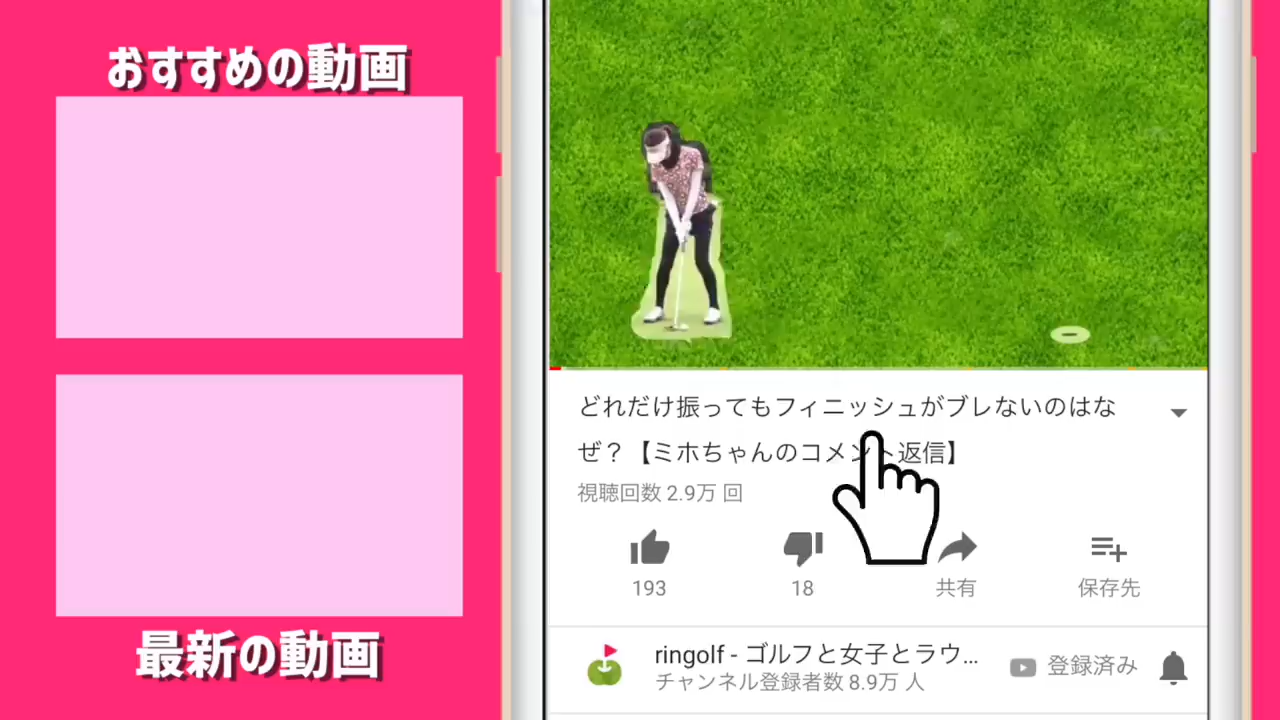 おすすめの動画
最新の動画
どれだけ振ってもフィニッシュがブレないのはな
ぜ？【ミホちゃんのコメント返信】
視聴回数 2.9万 回
193
18
共有
保存先
ringolf - ゴルフと女子とラウ...
チャンネル登録者数 8.9万 人
登録済み